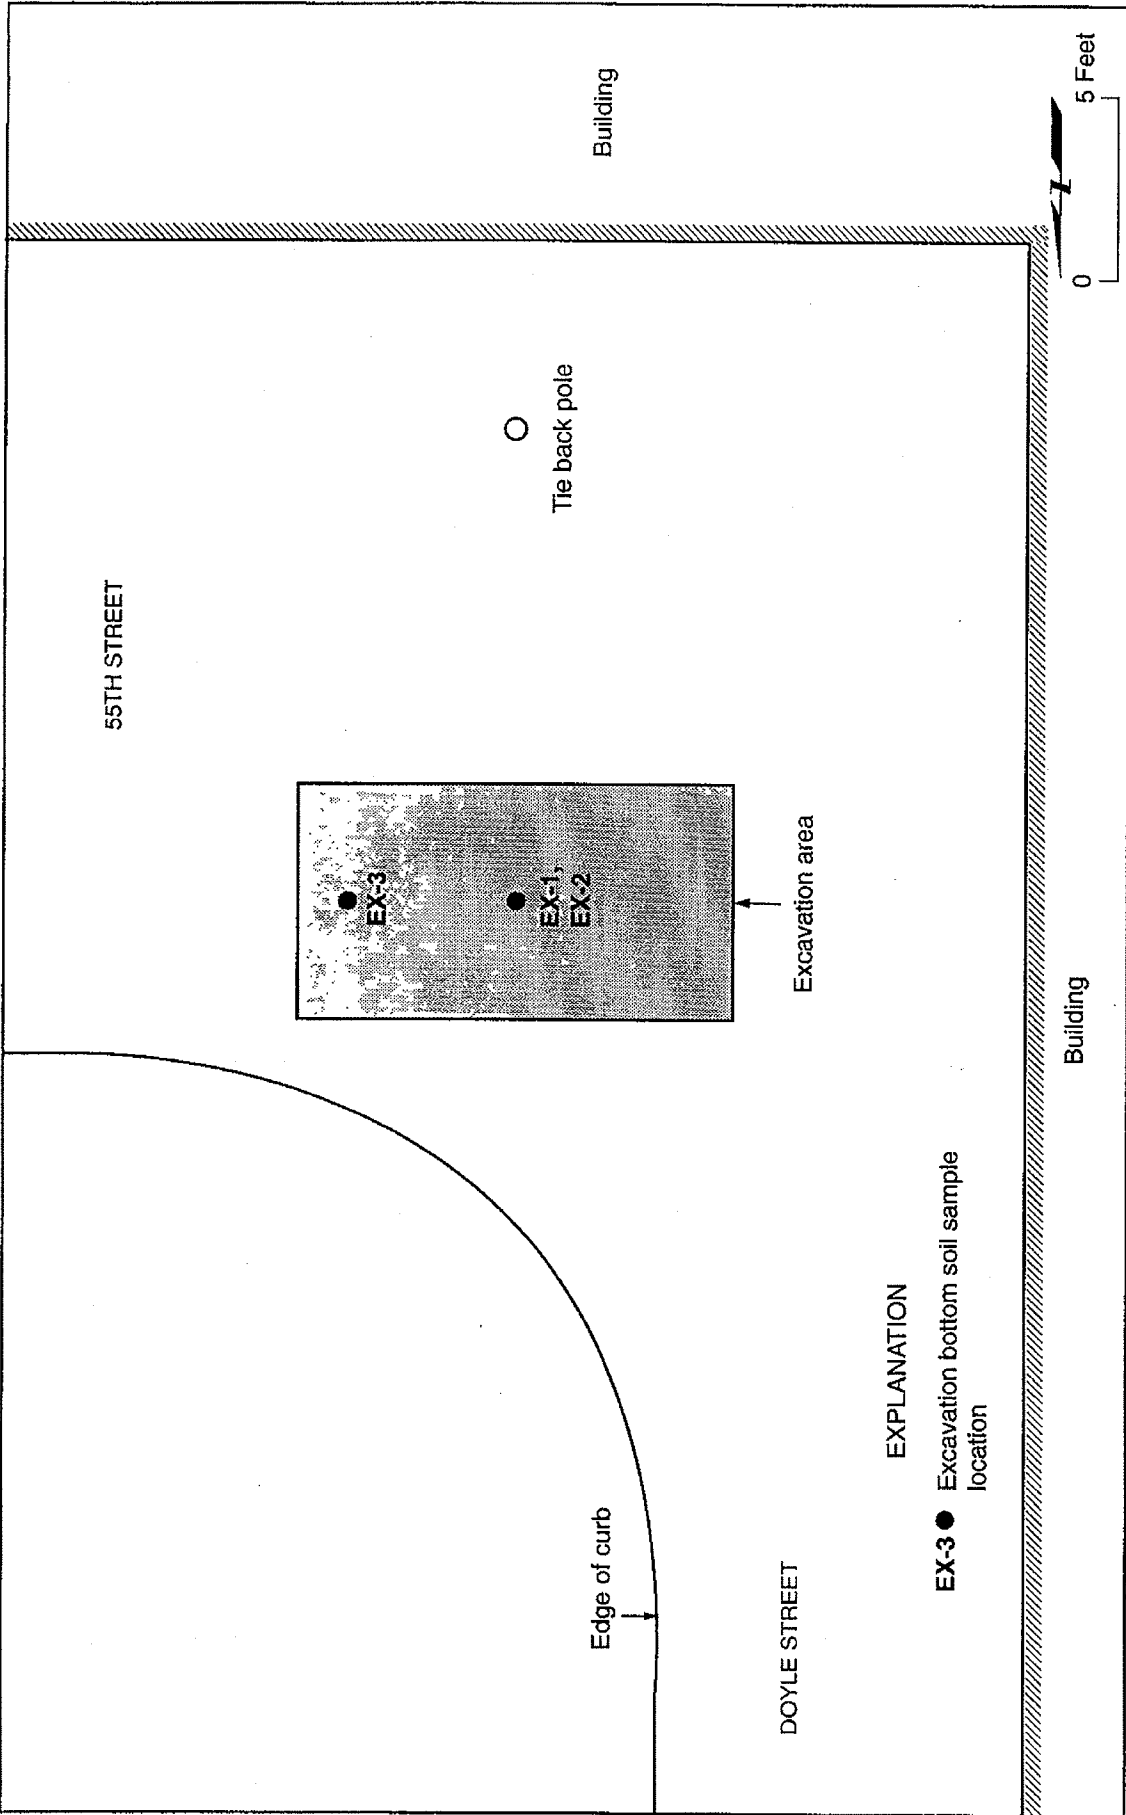 55TH STREET
Building
Tie back pole
EX-3
EX-1,
EX-2
Excavation area
Edge of curb
DOYLE STREET
EXPLANATION
EX-3 Excavation bottom soil sample
location
Building
0 5 Feet